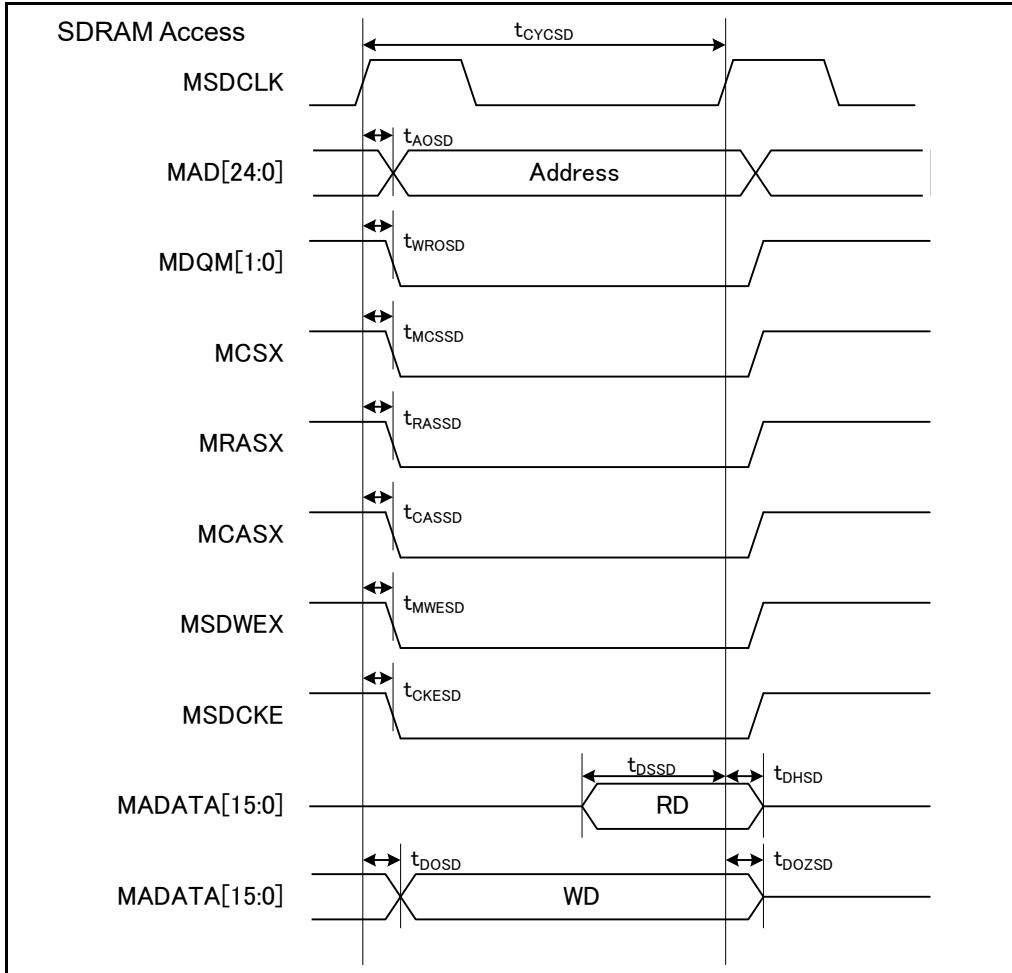 SDRAM Access
tCYCSD
MSDCLK
tAOSD
MAD[24:0]
Address
tWROSD
MDQM[1:0]
tMCSSD
MCSX
tRASSD
MRASX
tCASSD
MCASX
tMWESD
MSDWEX
tCKESD
MSDCKE
tDSSD
tDHSD
MADATA[15:0]
RD
tDOSD
tDOZSD
MADATA[15:0]
WD